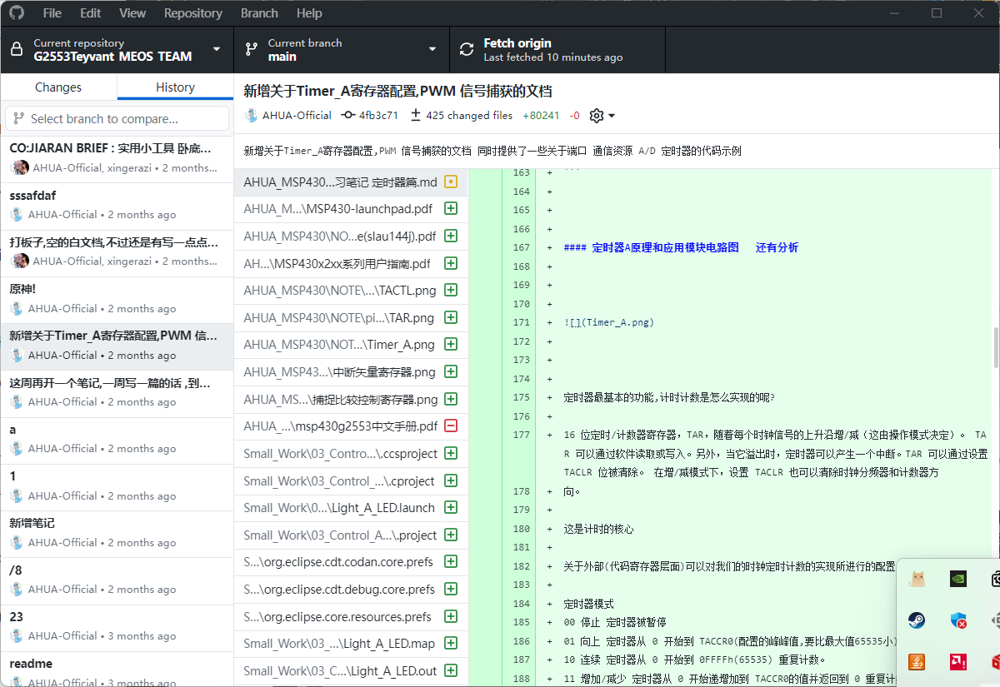 File Edit View Repository Branch Help
Current repository
G2553Teyvant MEOS TEAM
Current branch
main
Fetch origin
Last fetched 10 minutes ago
Changes History
Select branch to compare...
CO:JIARAN BRIEF : 实用小工具 卧底...
AHUA-Official, xingerazi • 2 months...
sssafdaf
AHUA-Official • 2 months ago
打板子,空的白文档,不过还是有写一点点...
AHUA-Official, xingerazi • 2 months...
原神!
AHUA-Official • 2 months ago
新增关于Timer_A寄存器配置,PWM 信...
AHUA-Official • 2 months ago
这周再开一个笔记,一周写一篇的话 ,到...
AHUA-Official • 2 months ago
a
AHUA-Official • 2 months ago
1
AHUA-Official • 2 months ago
新增笔记
AHUA-Official • 2 months ago
/8
AHUA-Official • 2 months ago
23
AHUA-Official • 3 months ago
readme
AHUA-Official • 3 months ago
新增关于Timer_A寄存器配置,PWM 信号捕获的文档
AHUA-Official 4fb3c71 425 changed files +80241 -0
新增关于Timer_A寄存器配置,PWM 信号捕获的文档 同时提供了一些关于端口 通信资源 A/D 定时器的代码示例
AHUA_MSP430...习笔记 定时器篇.md
AHUA_M...\MSP430-launchpad.pdf
AHUA_MSP430\NO...e(slau144j).pdf
AH...\MSP430x2xx系列用户指南.pdf
AHUA_MSP430\NOTE\...\TACTL.png
AHUA_MSP430\NOTE\pi...\TAR.png
AHUA_MSP430\NOT...\Timer_A.png
AHUA_MSP43...\中断矢量寄存器.png
AHUA_MS...\捕捉比较控制寄存器.png
AHUA_...\msp430g2553中文手册.pdf
Small_Work\03_Contro...\.ccsproject
Small_Work\03_Control_...\.cproject
Small_Work\0...\Light_A_LED.launch
Small_Work\03_Control_A...\.project
S...\org.eclipse.cdt.codan.core.prefs
S...\org.eclipse.cdt.debug.core.prefs
S...\org.eclipse.core.resources.prefs
Small_Work\03_...\Light_A_LED.map
Small_Work\03_C...\Light_A_LED.out
163 + ```
164 +
165 +
166 +
167 + #### 定时器A原理和应用模块电路图 还有分析
168 +
169 +
170 +
171 + ![](Timer_A.png)
172 +
173 +
174 +
175 + 定时器最基本的功能,计时计数是怎么实现的呢?
176 +
177 + 16 位定时/计数器寄存器，TAR，随着每个时钟信号的上升沿增/减（这由操作模式决定）。 TA
R 可以通过软件读取或写入。另外，当它溢出时，定时器可以产生一个中断。TAR 可以通过设置
TACLR 位被清除。 在增/减模式下，设置 TACLR 也可以清除时钟分频器和计数器方
178 + 向。
179 +
180 + 这是计时的核心
181 +
182 + 关于外部(代码寄存器层面)可以对我们的时钟定时计数的实现所进行的配置
183 +
184 + 定时器模式
185 + 00 停止 定时器被暂停
186 + 01 向上 定时器从 0 开始到 TACCR0(配置的峰峰值,要比最大值65535小)
187 + 10 连续 定时器从 0 开始到 0FFFFh(65535) 重复计数。
188 + 11 增加/减少 定时器从 0 开始递增加到 TACCR0的值并返回到 0 重复计